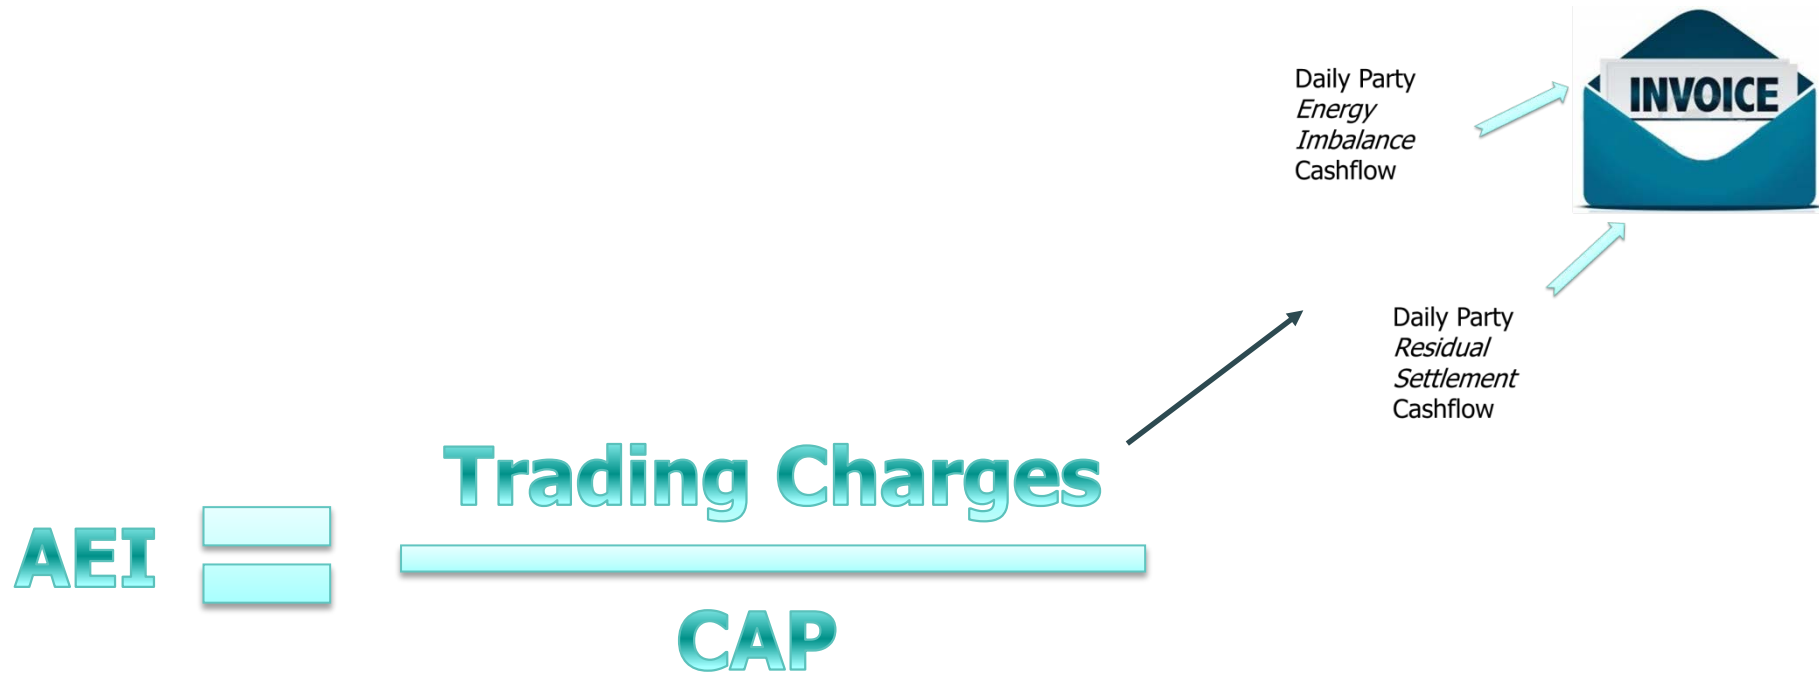 INVOICE
Daily Party
Energy
Imbalance
Cashflow
Daily Party
Residual
Settlement
Cashflow
Trading Charges
AEI
CAP